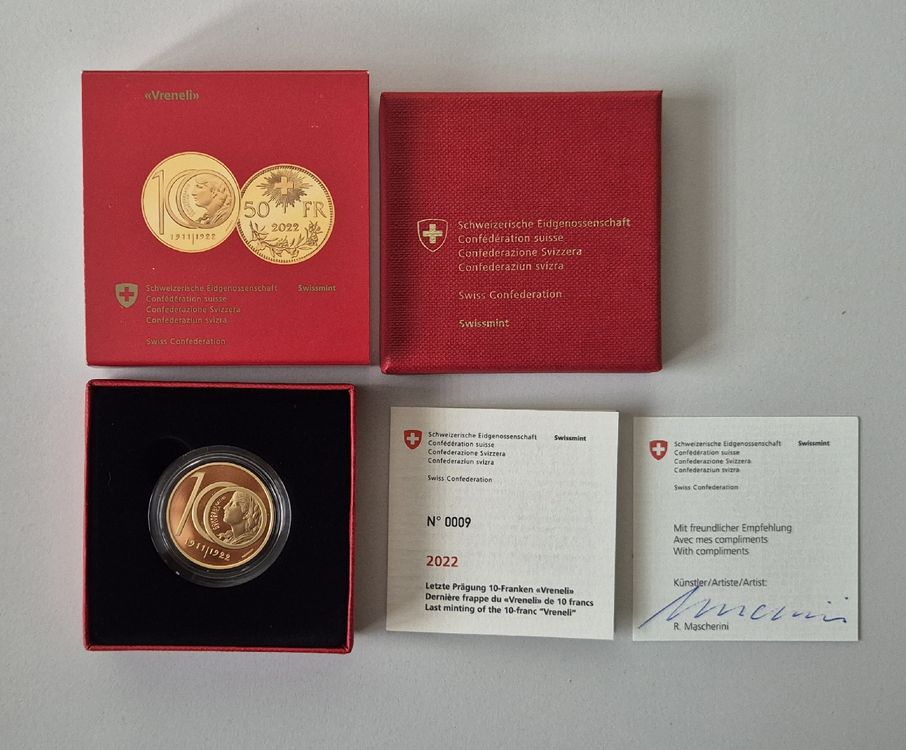 «Vreneli»
10
1911|1922
50 FR
2022
Schweizerische Eidgenossenschaft
Confédération suisse
Confederazione Svizzera
Confederaziun svizra
Swissmint
Swiss Confederation
Schweizerische Eidgenossenschaft
Confédération suisse
Confederazione Svizzera
Confederaziun svizra
Swiss Confederation
Swissmint
10
1911|1922
Schweizerische Eidgenossenschaft
Confédération suisse
Confederazione Svizzera
Confederaziun svizra
Swissmint
Swiss Confederation
N° 0009
2022
Letzte Prägung 10-Franken «Vreneli»
Dernière frappe du «Vreneli» de 10 francs
Last minting of the 10-franc "Vreneli"
Schweizerische Eidgenossenschaft
Confédération suisse
Confederazione Svizzera
Confederaziun svizra
Swissmint
Swiss Confederation
Mit freundlicher Empfehlung
Avec mes compliments
With compliments
Künstler/Artiste/Artist:
R. Mascherini